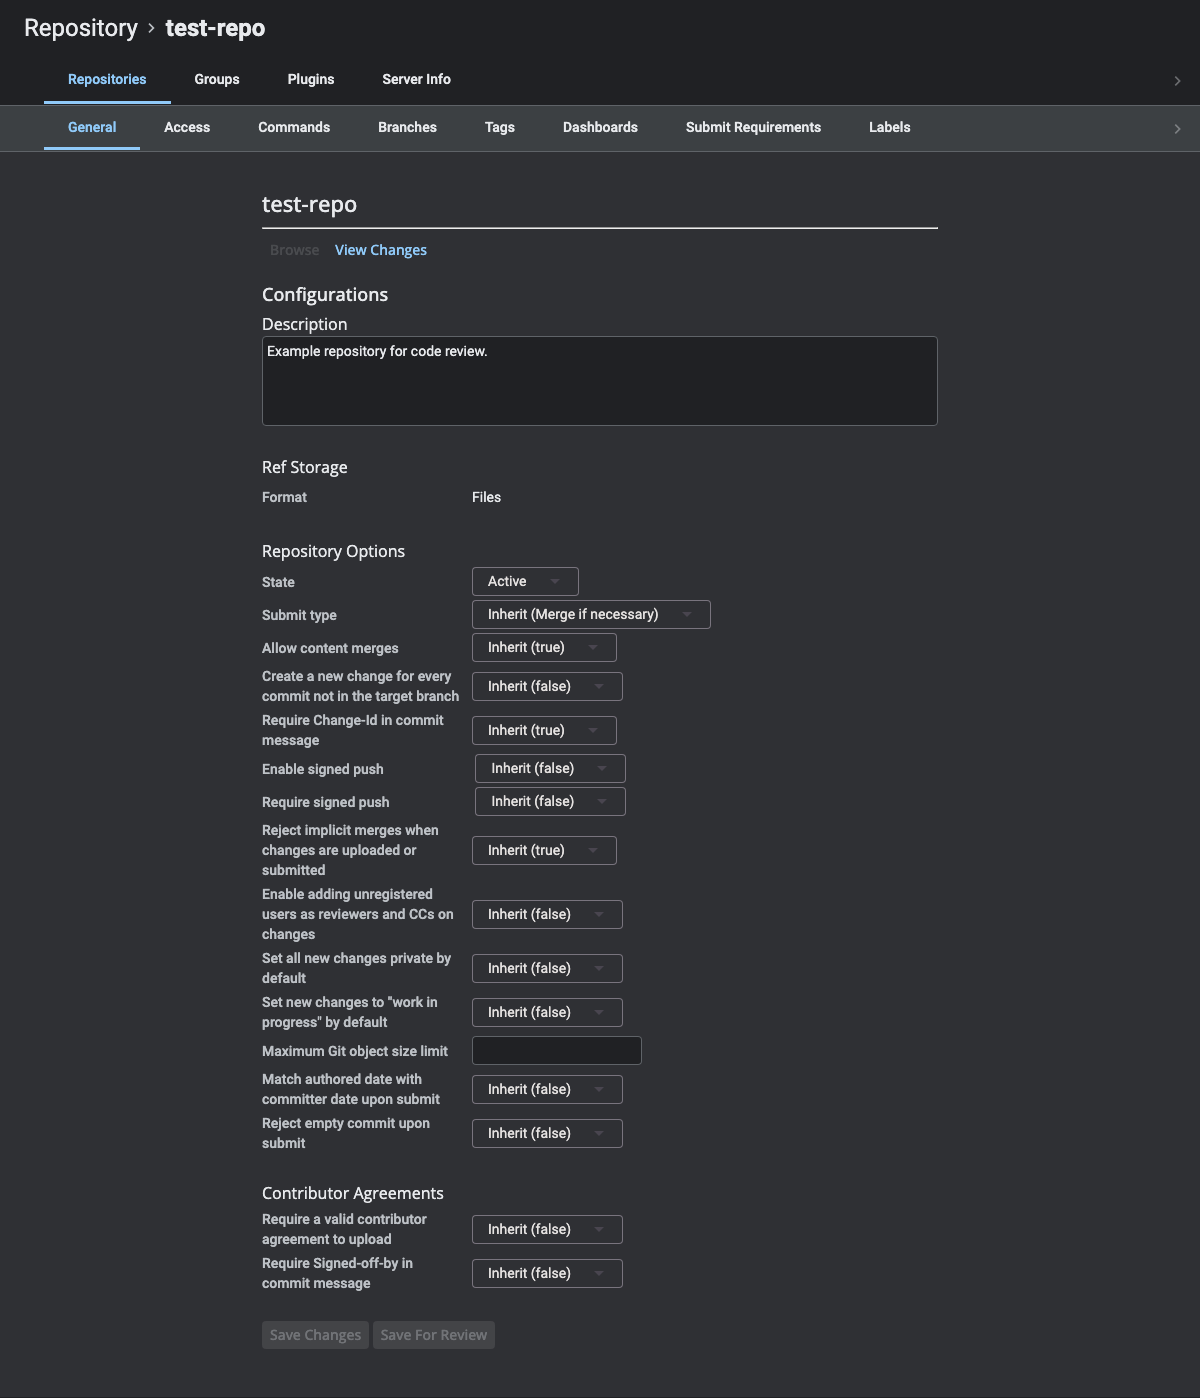 Repository › test-repo
Repositories Groups Plugins Server Info
General Access Commands Branches Tags Dashboards Submit Requirements Labels
test-repo
Browse View Changes
Configurations
Description
Example repository for code review.
Ref Storage
Format Files
Repository Options
State Active
Submit type Inherit (Merge if necessary)
Allow content merges Inherit (true)
Create a new change for every
commit not in the target branch Inherit (false)
Require Change-Id in commit
message Inherit (true)
Enable signed push Inherit (false)
Require signed push Inherit (false)
Reject implicit merges when
changes are uploaded or Inherit (true)
submitted
Enable adding unregistered
users as reviewers and CCs on Inherit (false)
changes
Set all new changes private by
default Inherit (false)
Set new changes to "work in
progress" by default Inherit (false)
Maximum Git object size limit
Match authored date with
committer date upon submit Inherit (false)
Reject empty commit upon
submit Inherit (false)
Contributor Agreements
Require a valid contributor
agreement to upload Inherit (false)
Require Signed-off-by in
commit message Inherit (false)
Save Changes Save For Review